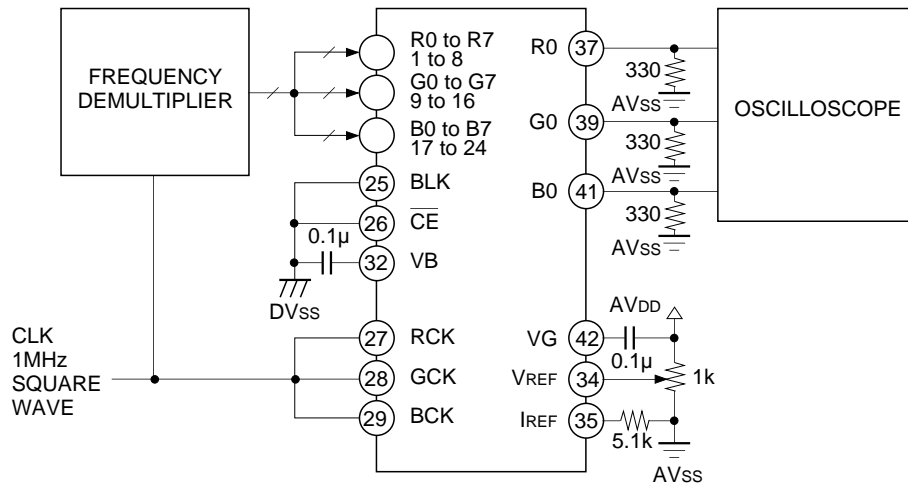 FREQUENCY
DEMULTIPLIER
R0 to R7
1 to 8
G0 to G7
9 to 16
B0 to B7
17 to 24
25 BLK
26 CE
0.1µ
32 VB
DVSS
CLK
1MHz
SQUARE
WAVE
27 RCK
28 GCK
29 BCK
R0 37
330
AVSS
G0 39
330
AVSS
B0 41
330
AVSS
OSCILLOSCOPE
AVDD
VG 42
0.1µ
VREF 34
1k
IREF 35
5.1k
AVSS